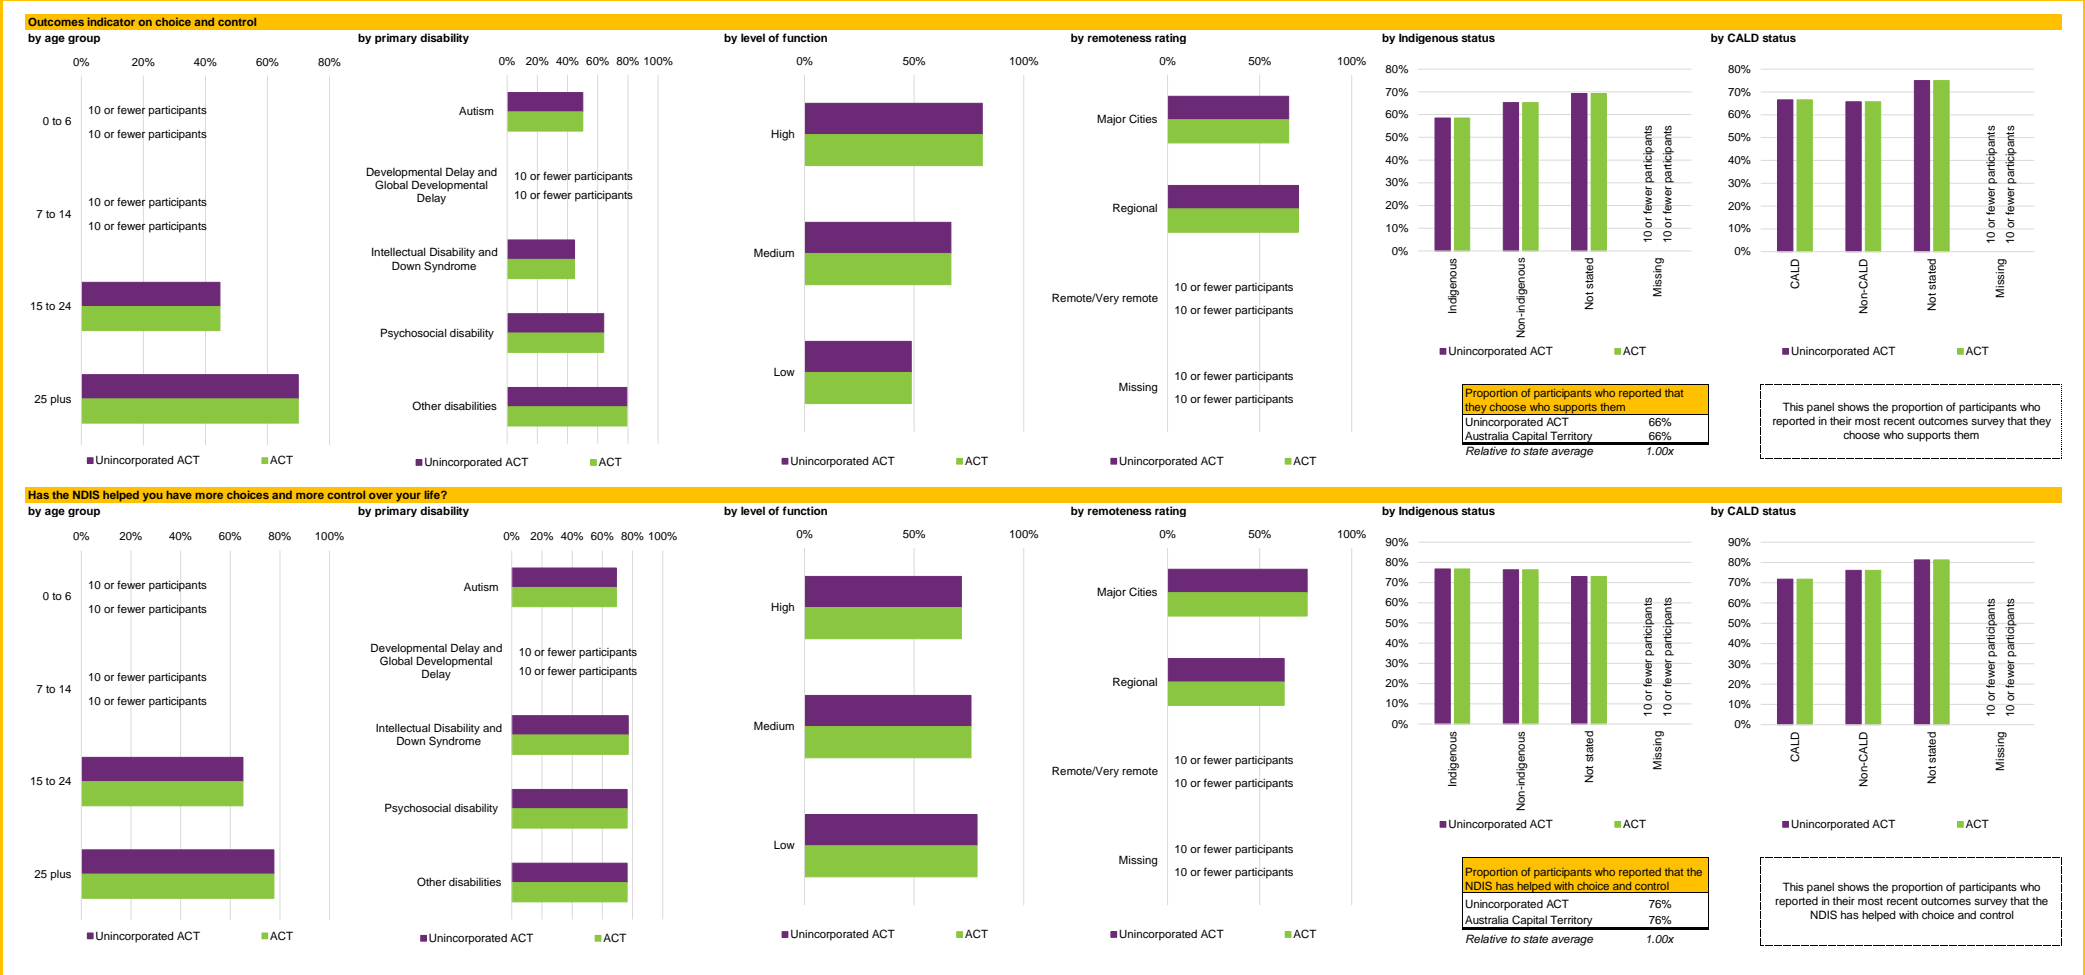 Outcomes indicator on choice and control
by age group
0% 20% 40% 60% 80%
0 to 6
10 or fewer participants
10 or fewer participants
7 to 14
10 or fewer participants
10 or fewer participants
15 to 24
25 plus
Unincorporated ACT ACT
by primary disability
0% 20% 40% 60% 80% 100%
Autism
Developmental Delay and
Global Developmental
Delay
10 or fewer participants
10 or fewer participants
Intellectual Disability and
Down Syndrome
Psychosocial disability
Other disabilities
Unincorporated ACT ACT
by level of function
0% 50% 100%
High
Medium
Low
Unincorporated ACT ACT
by remoteness rating
0% 50% 100%
Major Cities
Regional
Remote/Very remote
10 or fewer participants
10 or fewer participants
Missing
10 or fewer participants
10 or fewer participants
Unincorporated ACT ACT
by Indigenous status
80%
70%
60%
50%
40%
30%
20%
10%
0%
Indigenous
Non-indigenous
Not stated
Missing
10 or fewer participants
10 or fewer participants
Unincorporated ACT ACT
by CALD status
80%
70%
60%
50%
40%
30%
20%
10%
0%
CALD
Non-CALD
Not stated
Missing
10 or fewer participants
10 or fewer participants
Unincorporated ACT ACT
Proportion of participants who reported that
they choose who supports them
Unincorporated ACT 66%
Australia Capital Territory 66%
Relative to state average 1.00x
This panel shows the proportion of participants who
reported in their most recent outcomes survey that they
choose who supports them
Has the NDIS helped you have more choices and more control over your life?
by age group
0% 20% 40% 60% 80% 100%
0 to 6
10 or fewer participants
10 or fewer participants
7 to 14
10 or fewer participants
10 or fewer participants
15 to 24
25 plus
Unincorporated ACT ACT
by primary disability
0% 20% 40% 60% 80% 100%
Autism
Developmental Delay and
Global Developmental
Delay
10 or fewer participants
10 or fewer participants
Intellectual Disability and
Down Syndrome
Psychosocial disability
Other disabilities
Unincorporated ACT ACT
by level of function
0% 50% 100%
High
Medium
Low
Unincorporated ACT ACT
by remoteness rating
0% 50% 100%
Major Cities
Regional
Remote/Very remote
10 or fewer participants
10 or fewer participants
Missing
10 or fewer participants
10 or fewer participants
Unincorporated ACT ACT
by Indigenous status
90%
80%
70%
60%
50%
40%
30%
20%
10%
0%
Indigenous
Non-indigenous
Not stated
Missing
10 or fewer participants
10 or fewer participants
Unincorporated ACT ACT
by CALD status
90%
80%
70%
60%
50%
40%
30%
20%
10%
0%
CALD
Non-CALD
Not stated
Missing
10 or fewer participants
10 or fewer participants
Unincorporated ACT ACT
Proportion of participants who reported that the
NDIS has helped with choice and control
Unincorporated ACT 76%
Australia Capital Territory 76%
Relative to state average 1.00x
This panel shows the proportion of participants who
reported in their most recent outcomes survey that the
NDIS has helped with choice and control